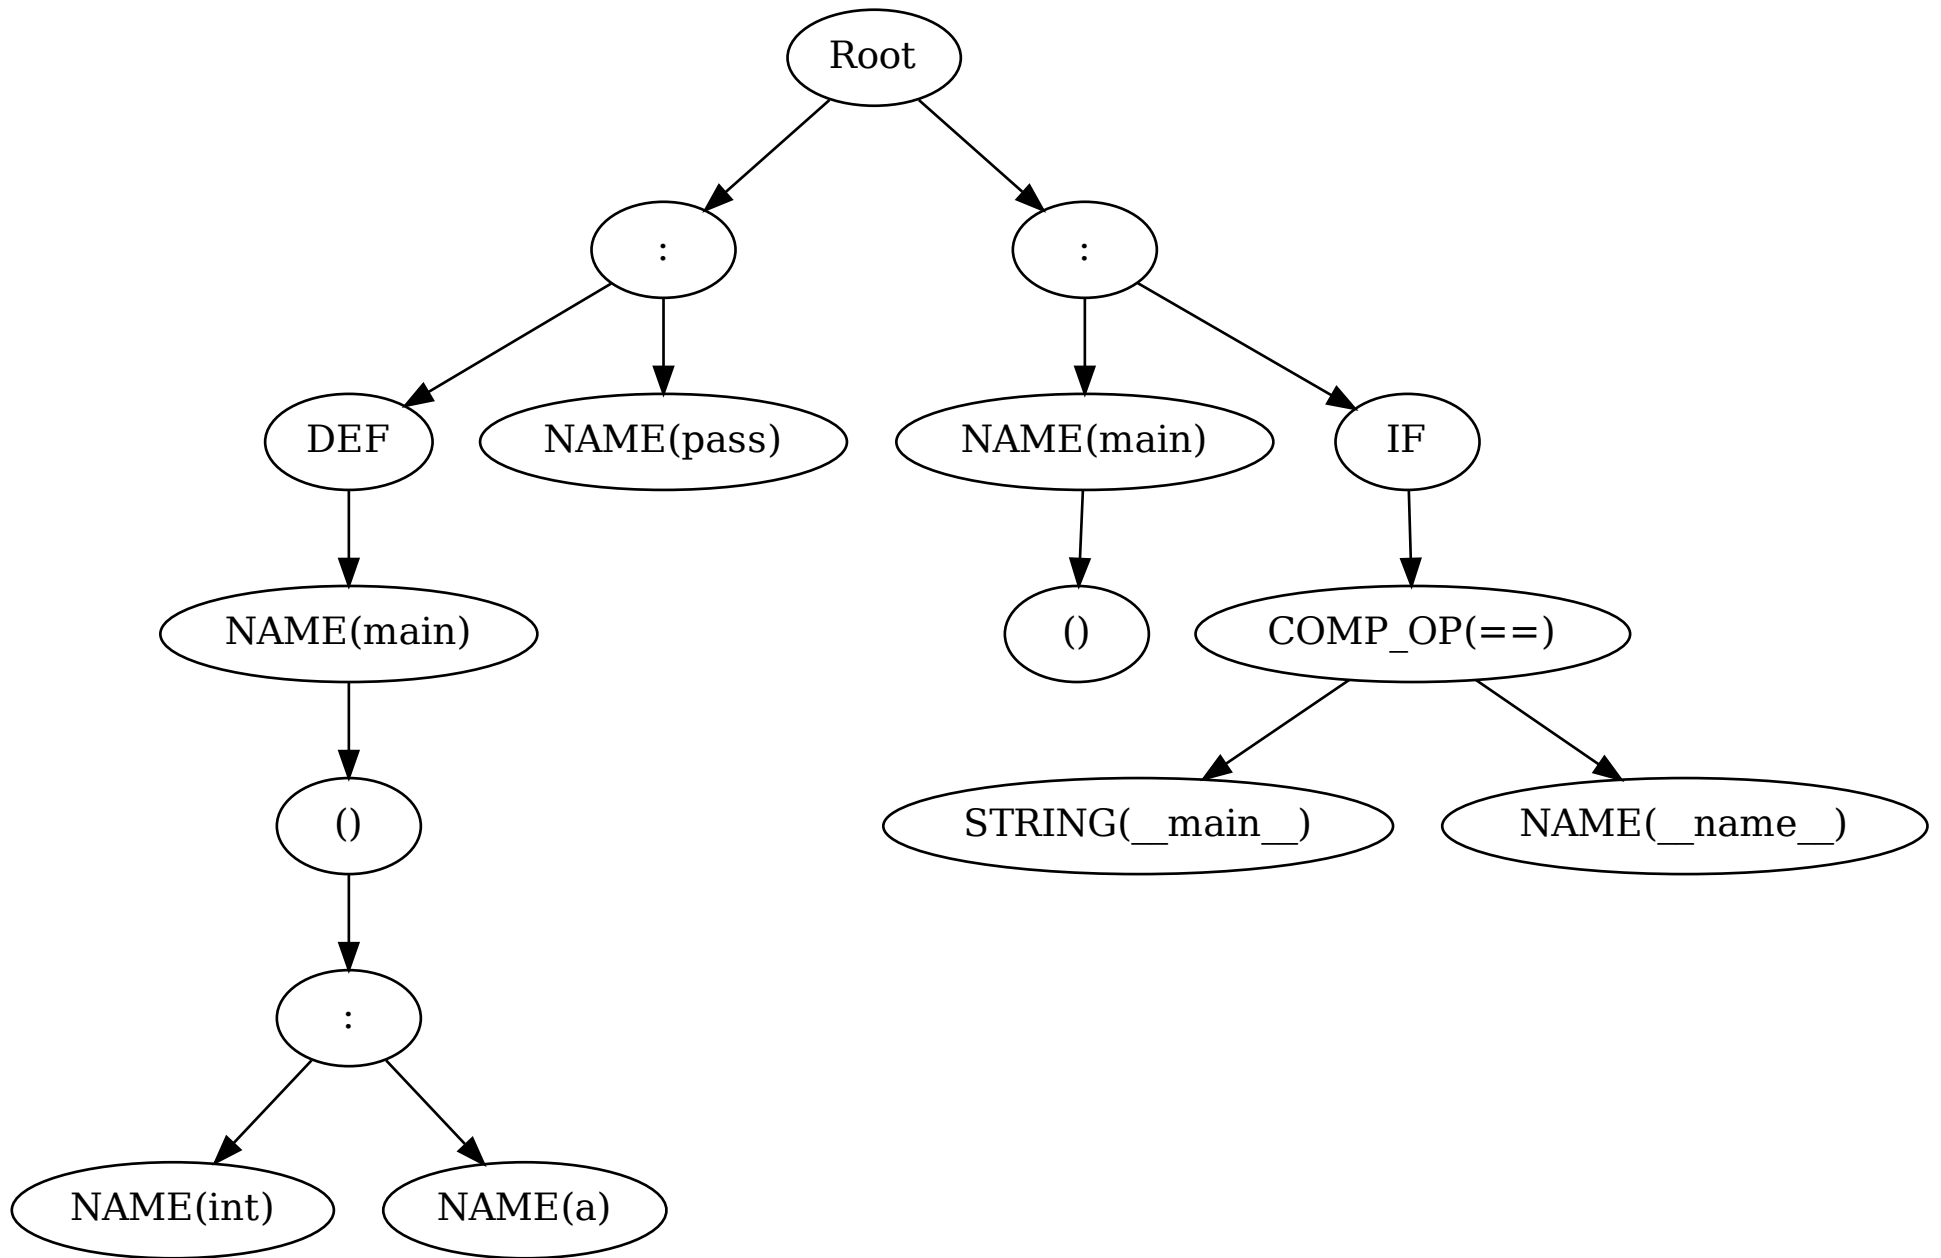 Root
:
:
DEF
NAME(pass)
NAME(main)
IF
NAME(main)
()
COMP_OP(==)
()
STRING(__main__)
NAME(__name__)
:
NAME(int)
NAME(a)